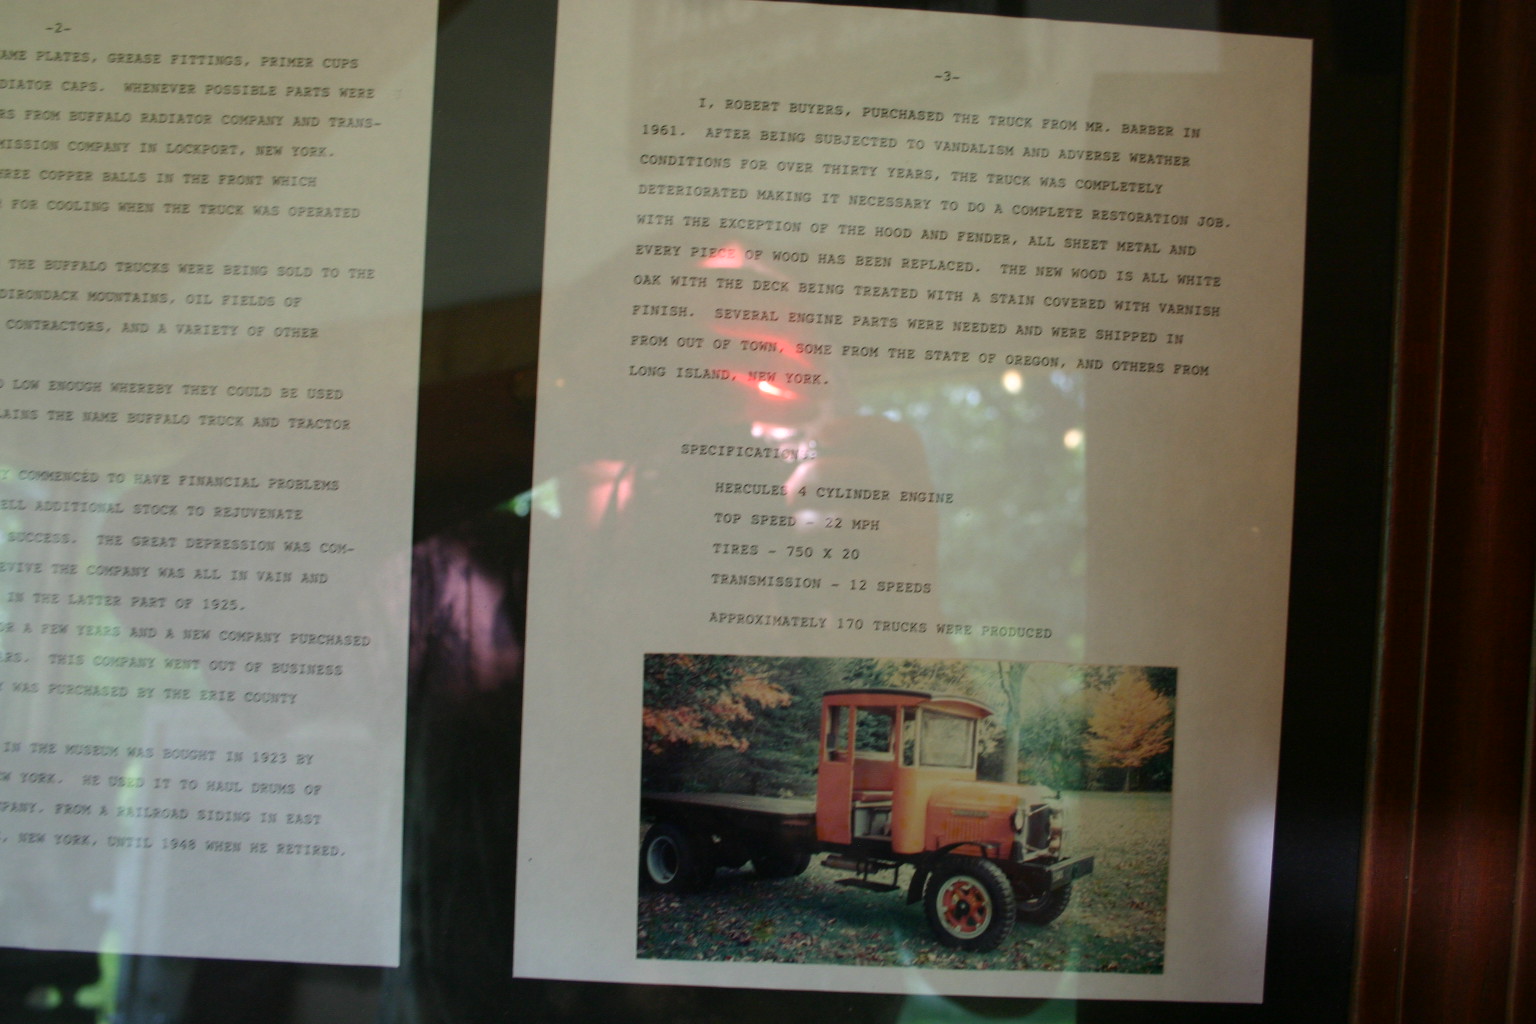 -2-
AME PLATES, GREASE FITTINGS, PRIMER CUPS
DIATOR CAPS. WHENEVER POSSIBLE PARTS WERE
RS FROM BUFFALO RADIATOR COMPANY AND TRANS-
MISSION COMPANY IN LOCKPORT, NEW YORK.
HREE COPPER BALLS IN THE FRONT WHICH
FOR COOLING WHEN THE TRUCK WAS OPERATED
THE BUFFALO TRUCKS WERE BEING SOLD TO THE
DIRONDACK MOUNTAINS, OIL FIELDS OF
CONTRACTORS, AND A VARIETY OF OTHER
LOW ENOUGH WHEREBY THEY COULD BE USED
LAINS THE NAME BUFFALO TRUCK AND TRACTOR
Y COMMENCED TO HAVE FINANCIAL PROBLEMS
ELL ADDITIONAL STOCK TO REJUVENATE
SUCCESS. THE GREAT DEPRESSION WAS COM-
EVIVE THE COMPANY WAS ALL IN VAIN AND
IN THE LATTER PART OF 1925.
OR A FEW YEARS AND A NEW COMPANY PURCHASED
ARS. THIS COMPANY WENT OUT OF BUSINESS
Y WAS PURCHASED BY THE ERIE COUNTY
IN THE MUSEUM WAS BOUGHT IN 1923 BY
EW YORK. HE USED IT TO HAUL DRUMS OF
MPANY, FROM A RAILROAD SIDING IN EAST
, NEW YORK, UNTIL 1948 WHEN HE RETIRED.
-3-
I, ROBERT BUYERS, PURCHASED THE TRUCK FROM MR. BARBER IN
1961. AFTER BEING SUBJECTED TO VANDALISM AND ADVERSE WEATHER
CONDITIONS FOR OVER THIRTY YEARS, THE TRUCK WAS COMPLETELY
DETERIORATED MAKING IT NECESSARY TO DO A COMPLETE RESTORATION JOB.
WITH THE EXCEPTION OF THE HOOD AND FENDER, ALL SHEET METAL AND
EVERY PIECE OF WOOD HAS BEEN REPLACED. THE NEW WOOD IS ALL WHITE
OAK WITH THE DECK BEING TREATED WITH A STAIN COVERED WITH VARNISH
FINISH. SEVERAL ENGINE PARTS WERE NEEDED AND WERE SHIPPED IN
FROM OUT OF TOWN, SOME FROM THE STATE OF OREGON, AND OTHERS FROM
LONG ISLAND, NEW YORK.
SPECIFICATIONS:
HERCULES 4 CYLINDER ENGINE
TOP SPEED - 22 MPH
TIRES - 750 X 20
TRANSMISSION - 12 SPEEDS
APPROXIMATELY 170 TRUCKS WERE PRODUCED